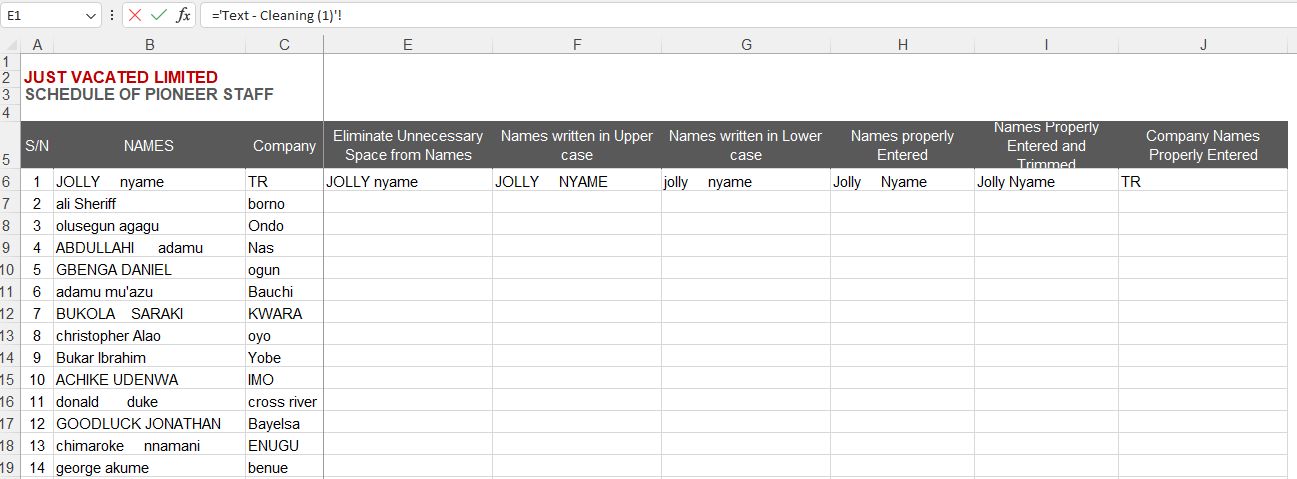 E1 fx ='Text - Cleaning (1)'!
A B C E F G H I J
1
2 JUST VACATED LIMITED
3 SCHEDULE OF PIONEER STAFF
4
5 S/N NAMES Company Eliminate Unnecessary Space from Names Names written in Upper case Names written in Lower case Names properly Entered Names Properly Entered and Trimmed Company Names Properly Entered
6 1 JOLLY nyame TR JOLLY nyame JOLLY NYAME jolly nyame Jolly Nyame Jolly Nyame TR
7 2 ali Sheriff borno
8 3 olusegun agagu Ondo
9 4 ABDULLAHI adamu Nas
10 5 GBENGA DANIEL ogun
11 6 adamu mu'azu Bauchi
12 7 BUKOLA SARAKI KWARA
13 8 christopher Alao oyo
14 9 Bukar Ibrahim Yobe
15 10 ACHIKE UDENWA IMO
16 11 donald duke cross river
17 12 GOODLUCK JONATHAN Bayelsa
18 13 chimaroke nnamani ENUGU
19 14 george akume benue